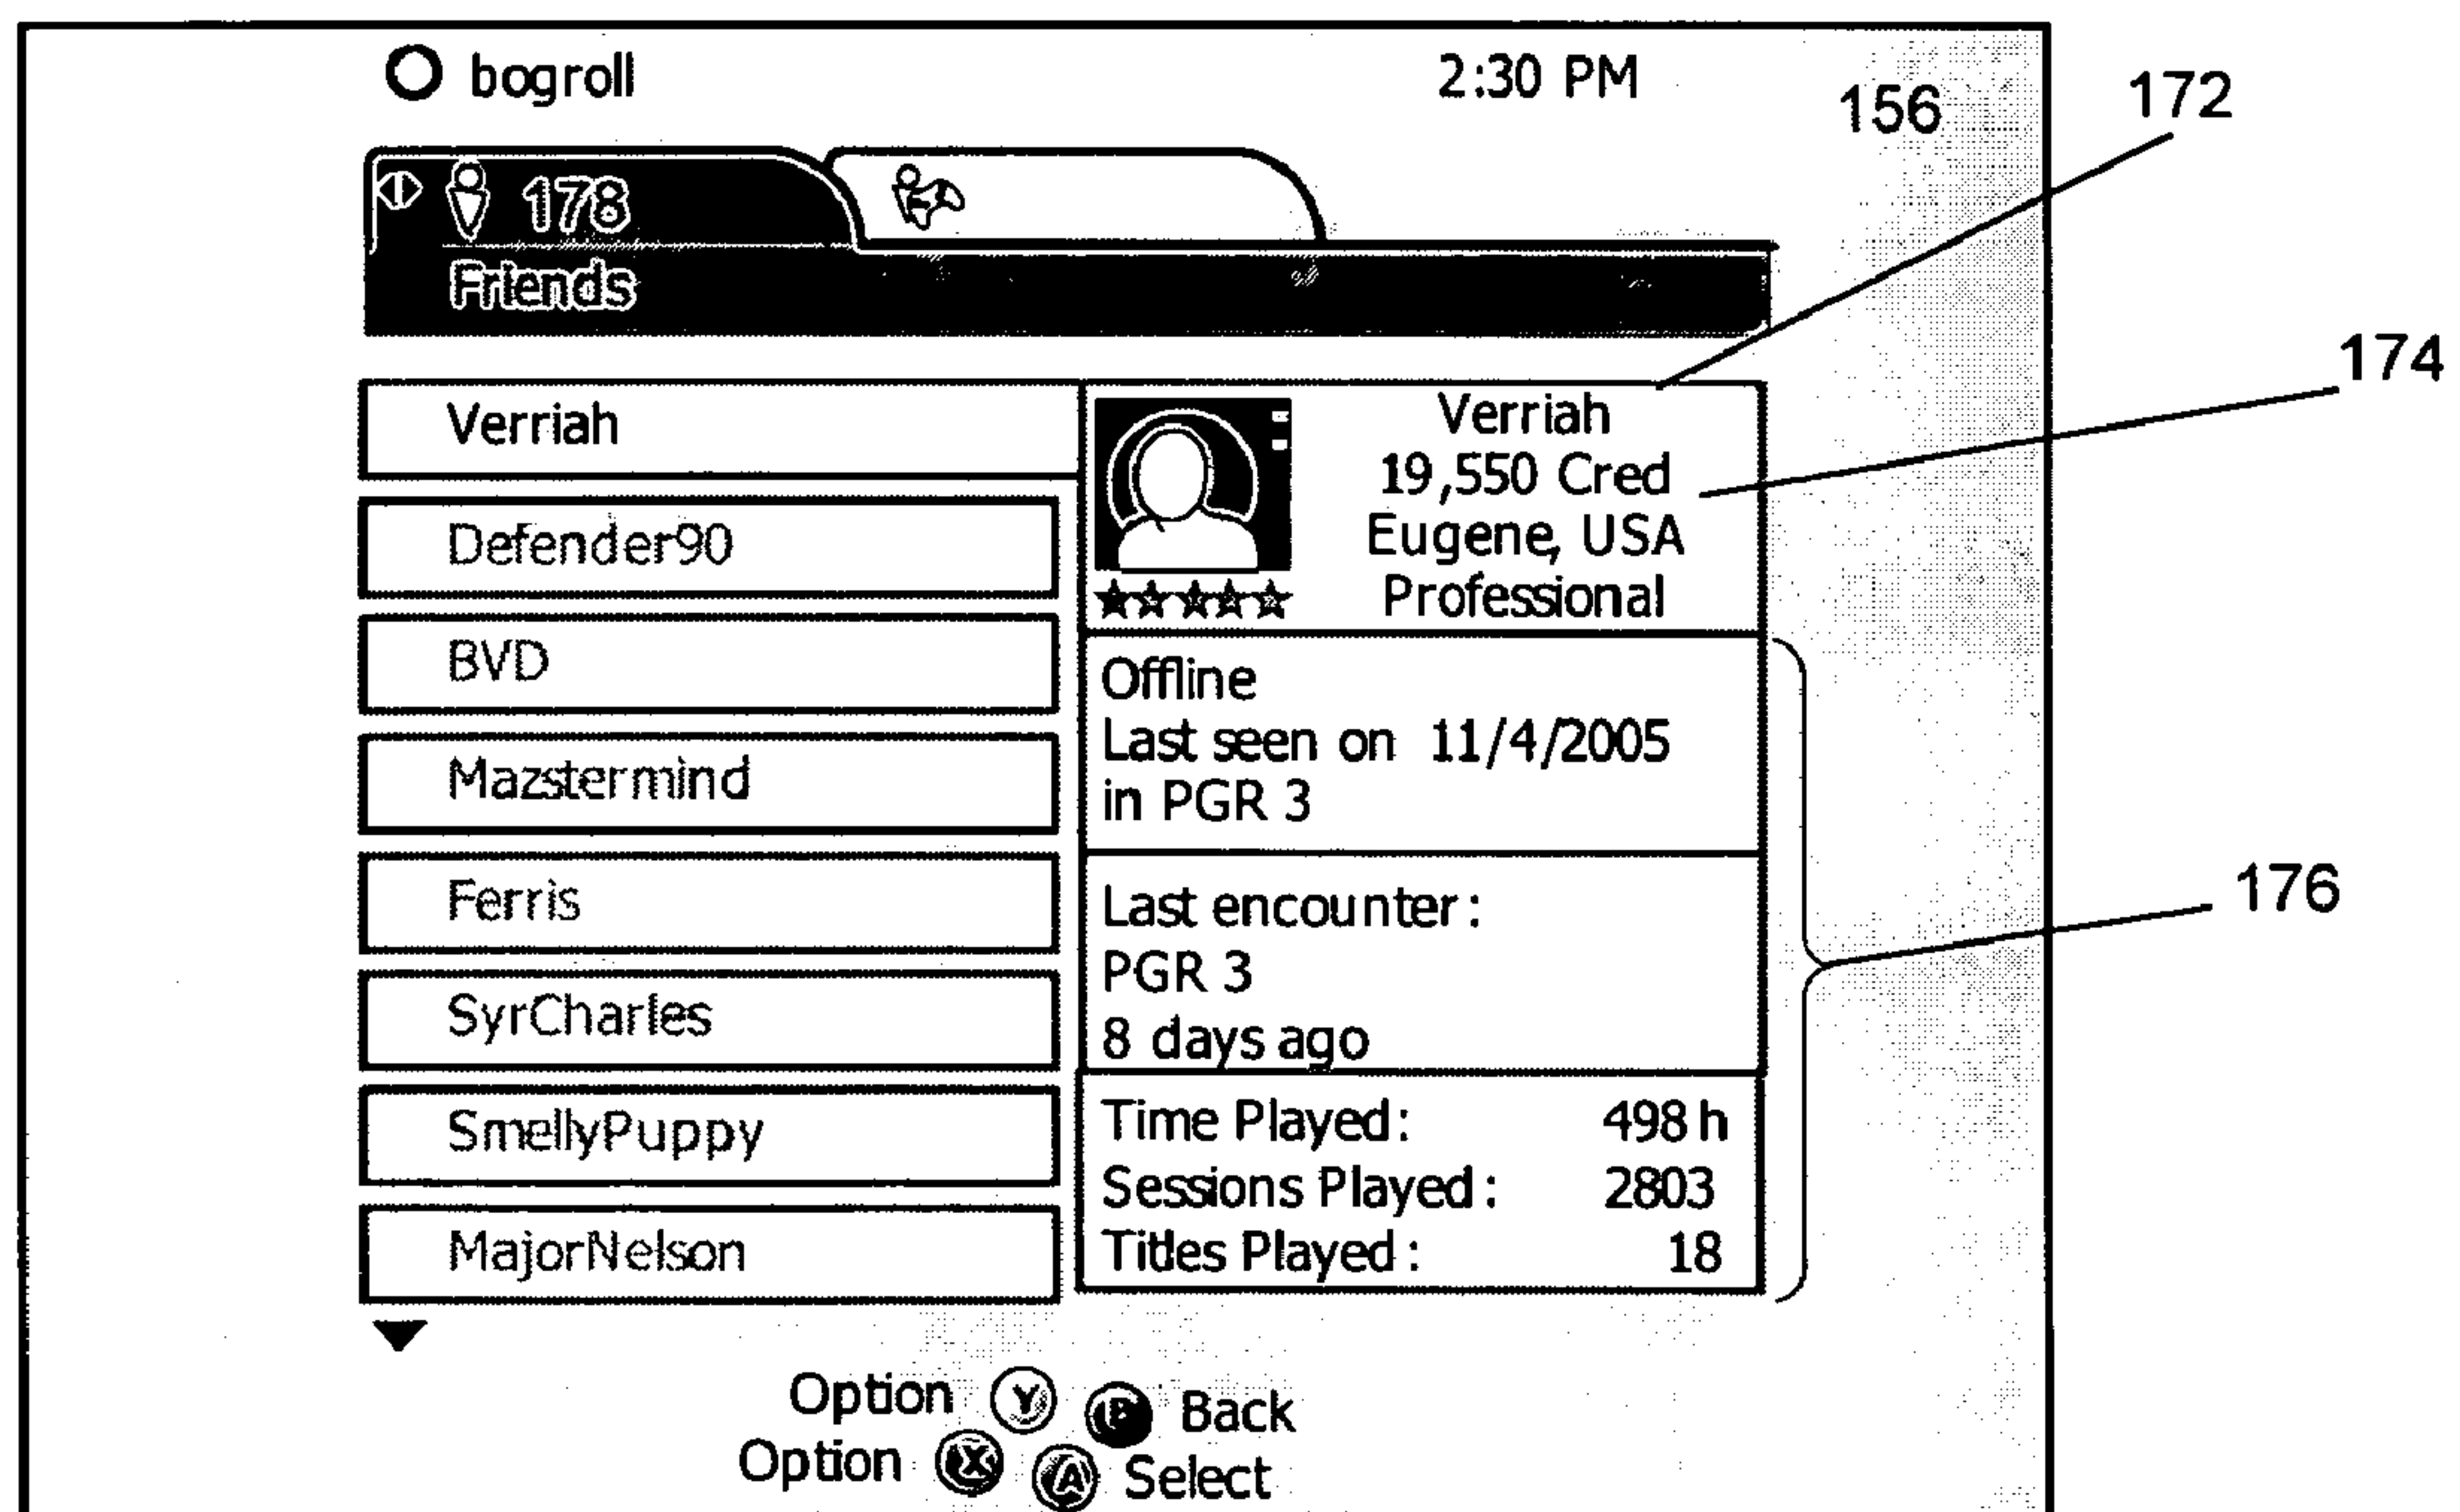 bogroll
2:30 PM
156
172
178
Friends
174
Verriah
Defender90
BVD
Mazstermind
Ferris
SyrCharles
SmellyPuppy
MajorNelson
Verriah
19,550 Cred
Eugene, USA
Professional
Offline
Last seen on 11/4/2005
in PGR 3
Last encounter:
PGR 3
8 days ago
176
Time Played: 498 h
Sessions Played: 2803
Titles Played: 18
Option Y
B Back
Option X
A Select